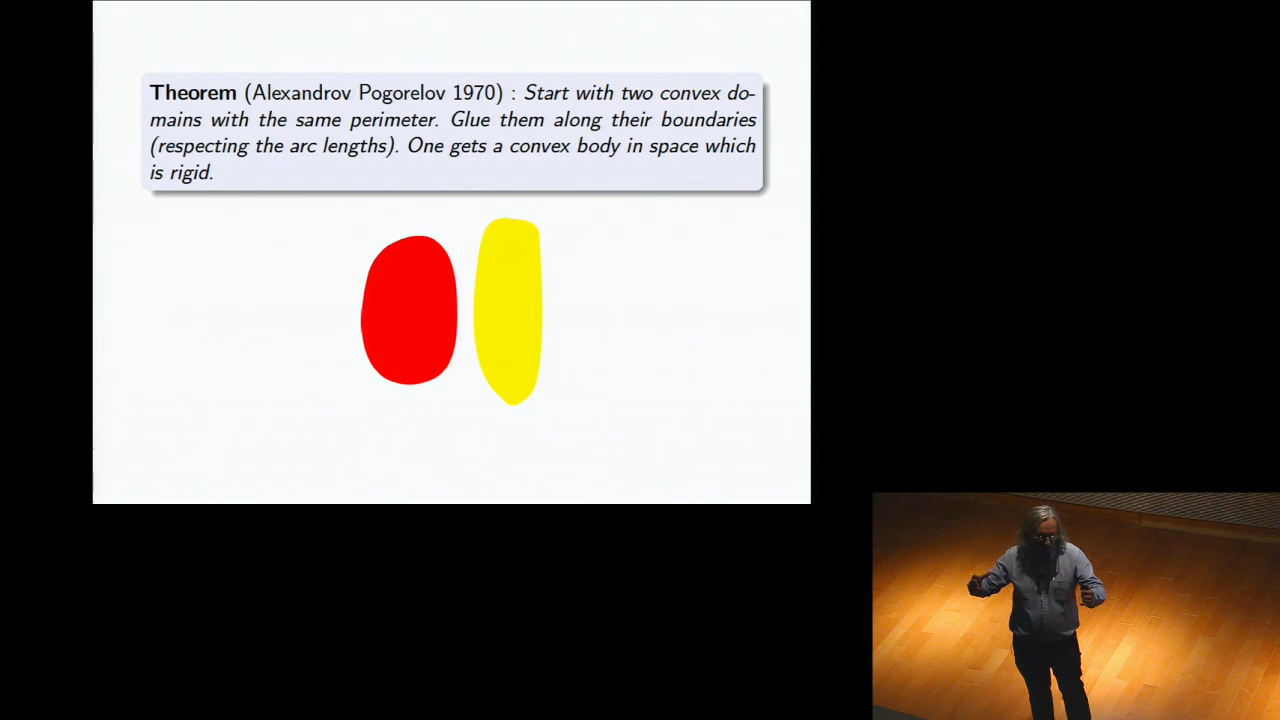 Theorem (Alexandrov Pogorelov 1970) : Start with two convex do-
mains with the same perimeter. Glue them along their boundaries
(respecting the arc lengths). One gets a convex body in space which
is rigid.